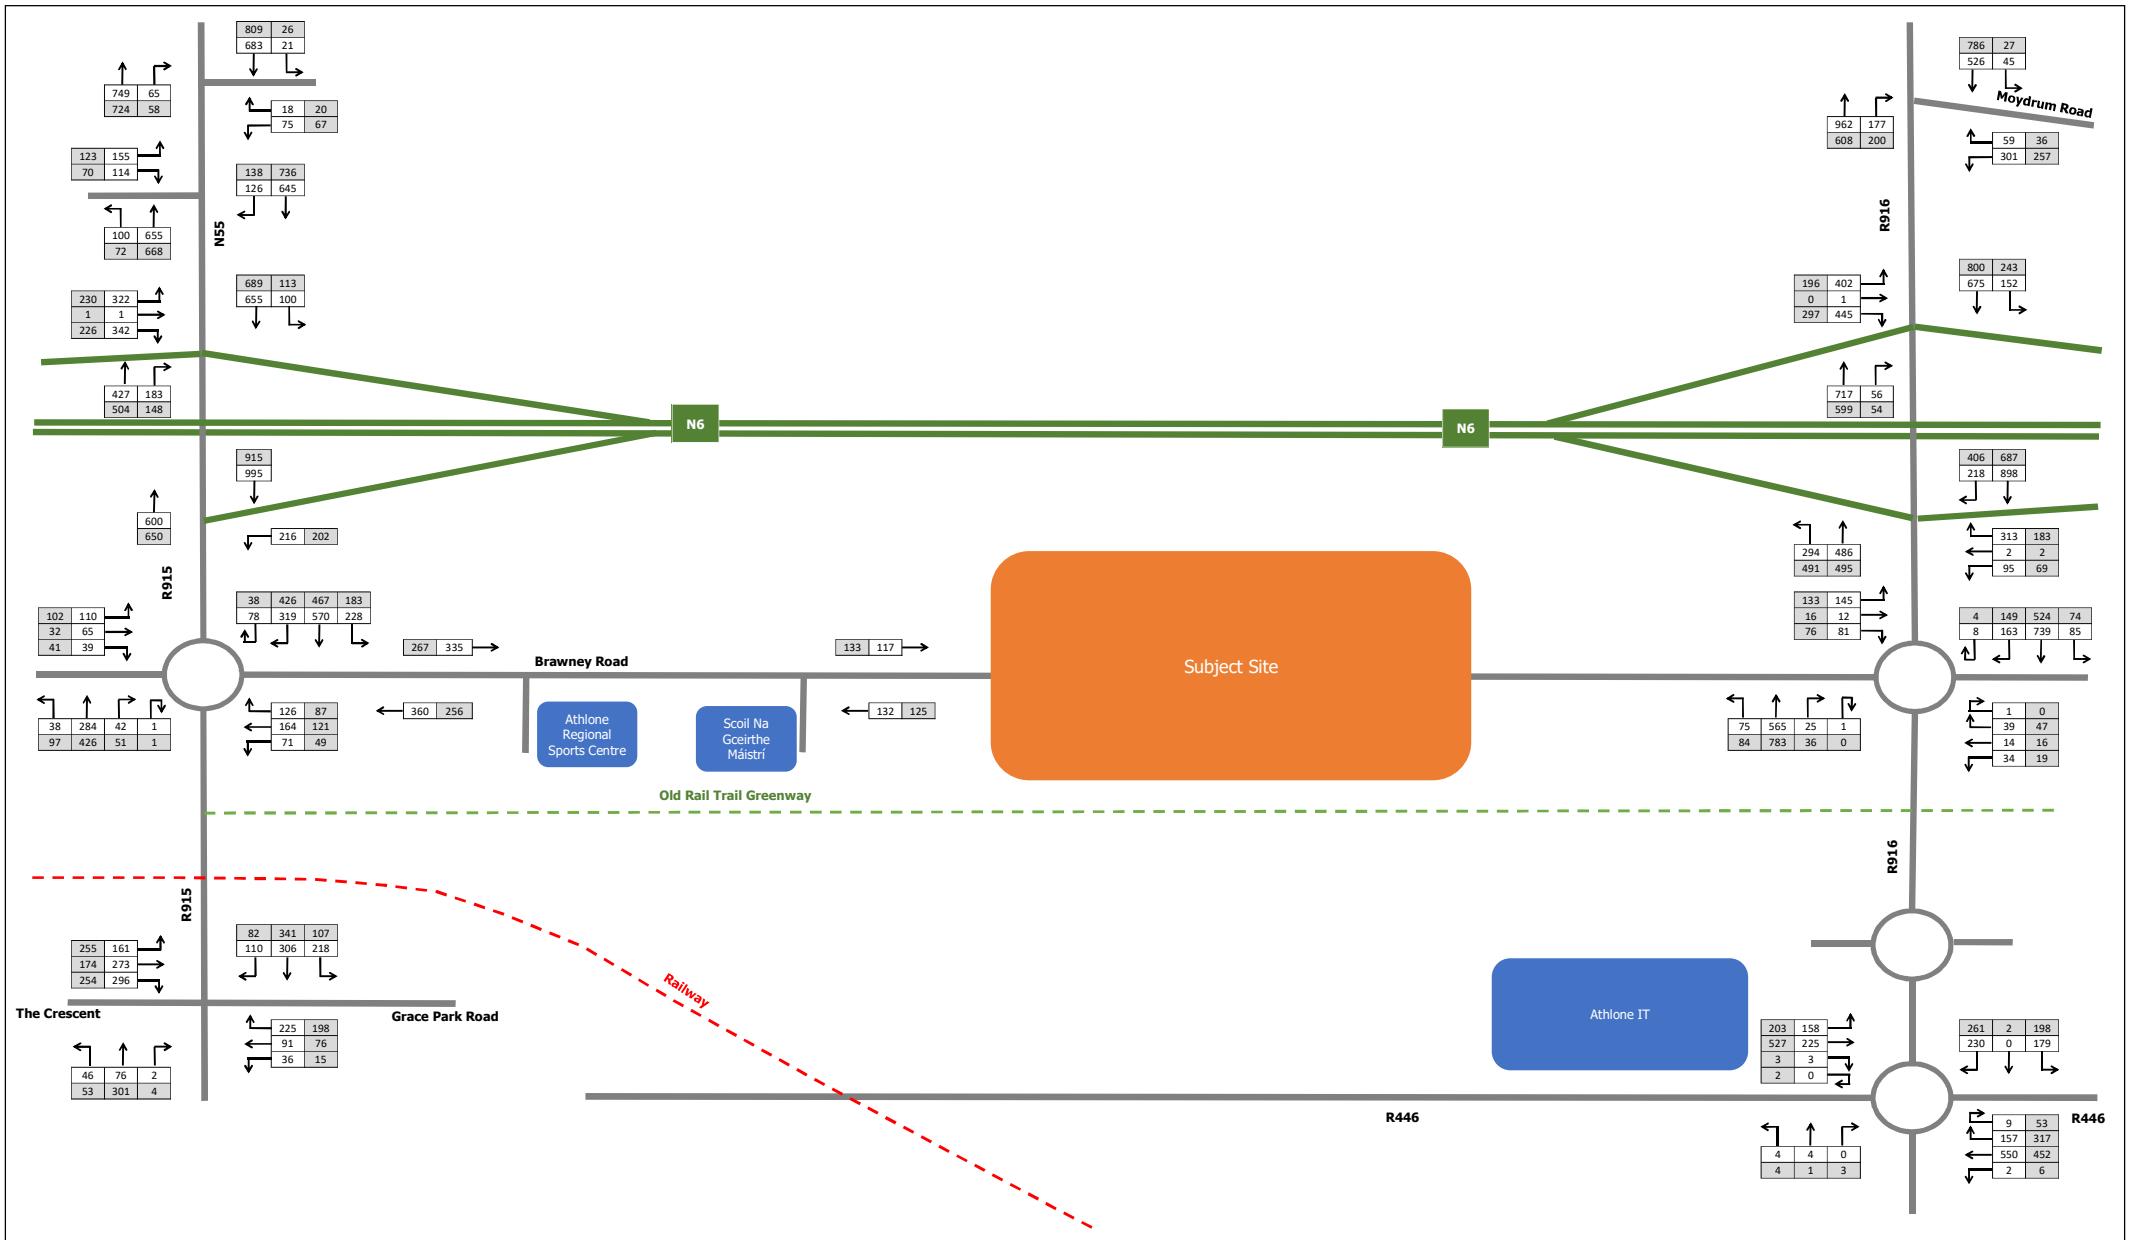 809 26
683 21
749 65
724 58
18 20
75 67
123 155
70 114
138 736
126 645
100 655
72 668
N55
230 322
1 1
226 342
689 113
655 100
427 183
504 148
N6
N6
915
995
600
650
216 202
R915
102 110
32 65
41 39
38 426 467 183
78 319 570 228
267 335
Brawney Road
133 117
Subject Site
38 284 42 1
97 426 51 1
126 87
164 121
71 49
360 256
Athlone
Regional
Sports Centre
Scoil Na
Gceirthe
Máistrí
132 125
Old Rail Trail Greenway
R915
Railway
255 161
174 273
254 296
82 341 107
110 306 218
The Crescent
Grace Park Road
225 198
91 76
36 15
46 76 2
53 301 4
786 27
526 45
Moydrum Road
962 177
608 200
59 36
301 257
R916
196 402
0 1
297 445
800 243
675 152
717 56
599 54
406 687
218 898
294 486
491 495
313 183
2 2
95 69
133 145
16 12
76 81
4 149 524 74
8 163 739 85
75 565 25 1
84 783 36 0
1 0
39 47
14 16
34 19
R916
Athlone IT
203 158
527 225
3 3
2 0
261 2 198
230 0 179
R446
R446
4 4 0
4 1 3
9 53
157 317
550 452
2 6